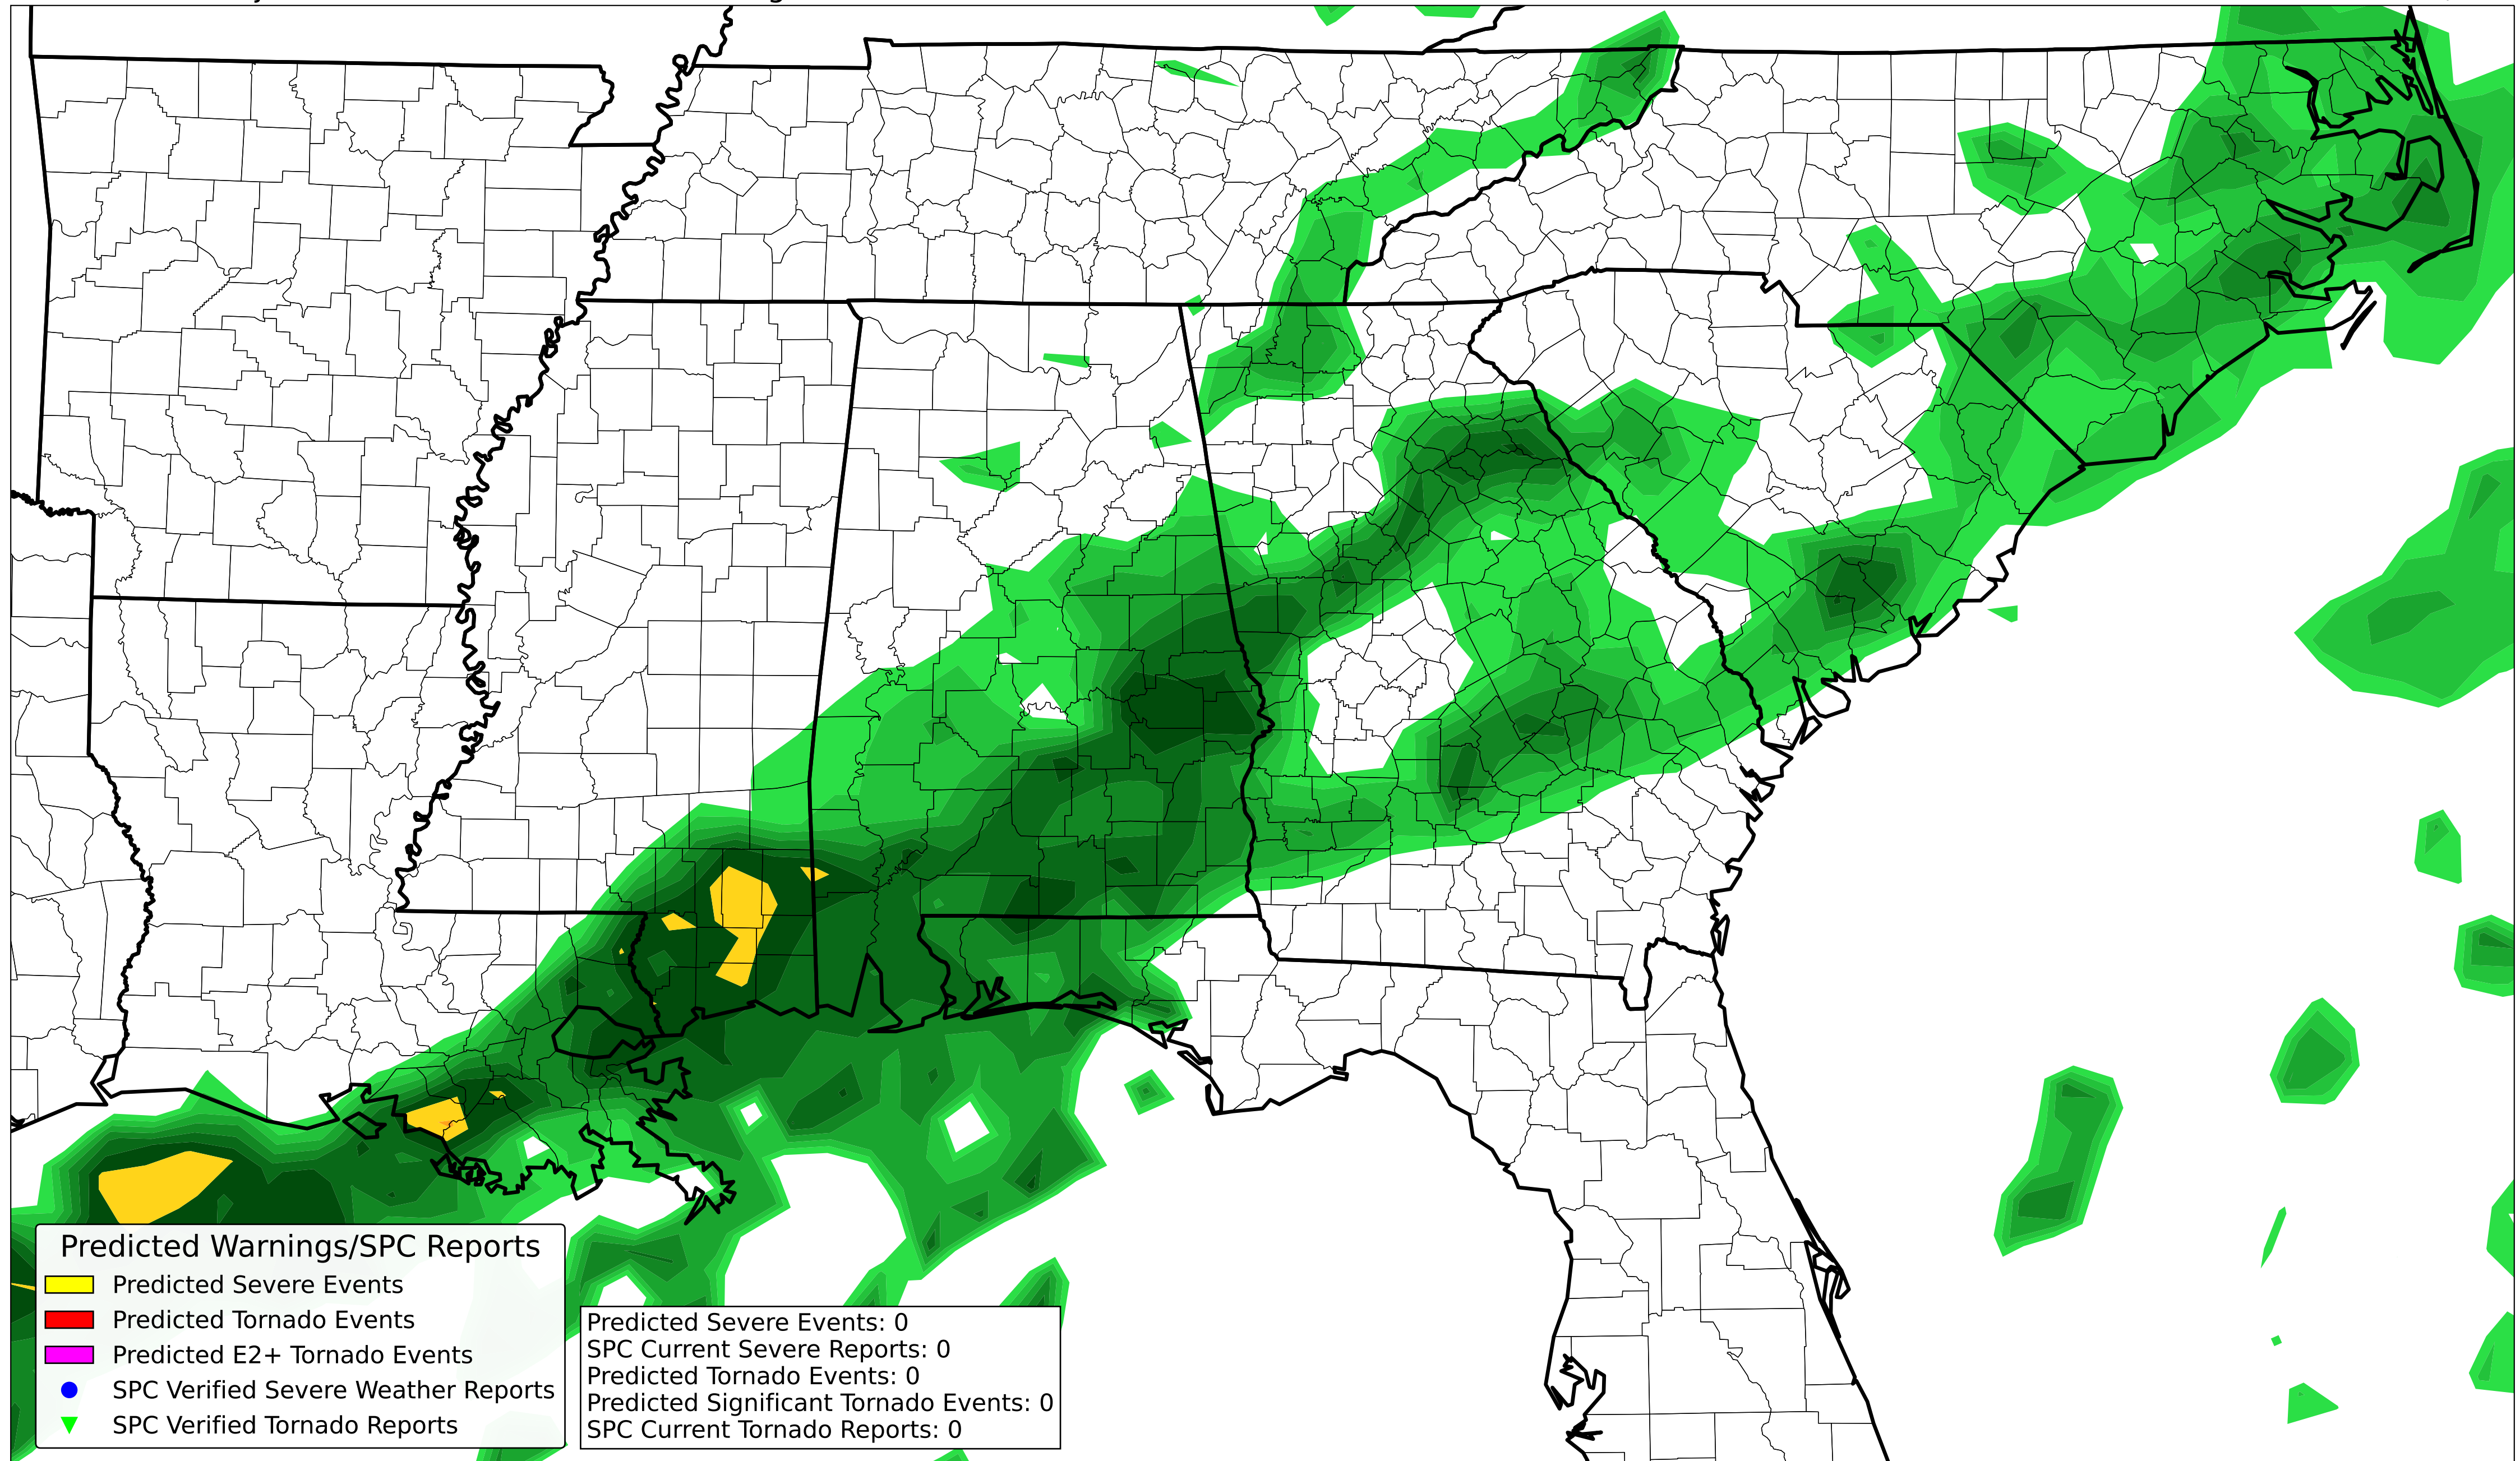 Predicted Warnings/SPC Reports
Predicted Severe Events
Predicted Tornado Events
Predicted E2+ Tornado Events
SPC Verified Severe Weather Reports
SPC Verified Tornado Reports
Predicted Severe Events: 0
SPC Current Severe Reports: 0
Predicted Tornado Events: 0
Predicted Significant Tornado Events: 0
SPC Current Tornado Reports: 0